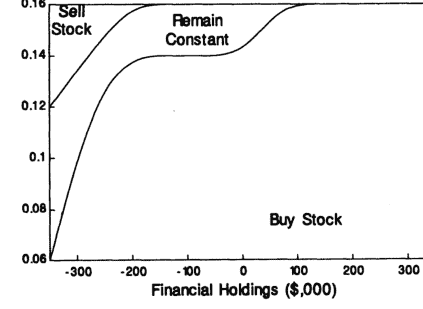 0.16
Sell
Stock
Remain
Constant
0.14
0.12
0.1
0.08
Buy Stock
0.06
-300 -200 -100 0 100 200 300
Financial Holdings ($,000)